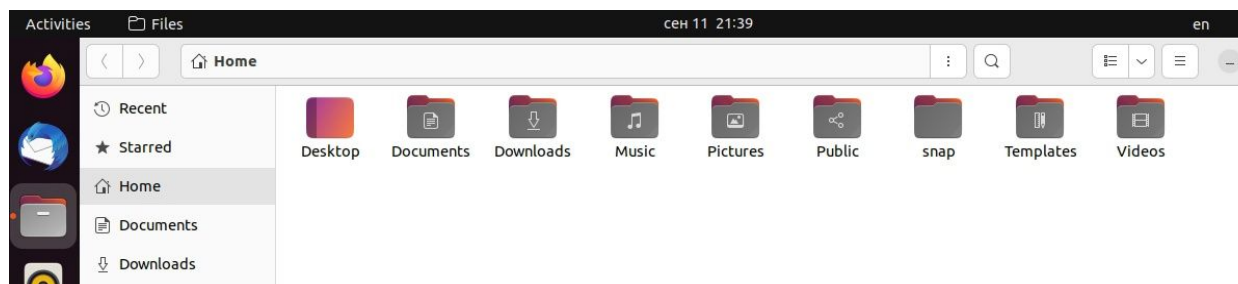 Activities Files сен 11 21:39 en
Home
Recent
Starred
Home
Documents
Downloads
Desktop Documents Downloads Music Pictures Public snap Templates Videos